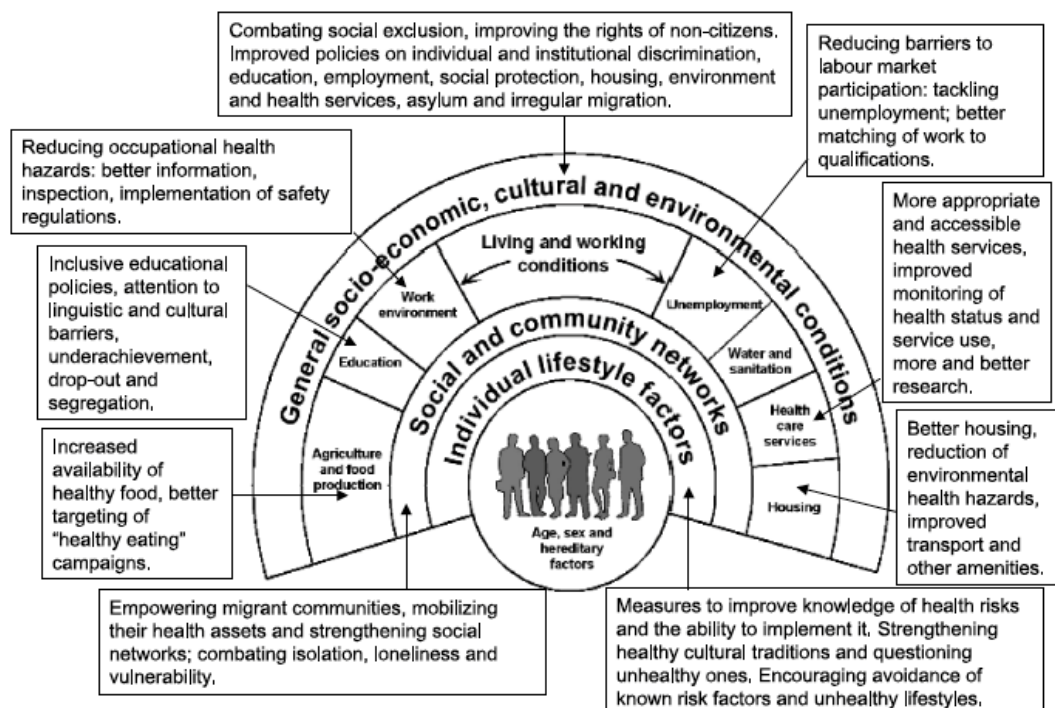 Combating social exclusion, improving the rights of non-citizens.
Improved policies on individual and institutional discrimination,
education, employment, social protection, housing, environment
and health services, asylum and irregular migration.
Reducing barriers to
labour market
participation: tackling
unemployment; better
matching of work to
qualifications.
Reducing occupational health
hazards: better information,
inspection, implementation of safety
regulations.
More appropriate
and accessible
health services,
improved
monitoring of
health status and
service use,
more and better
research.
Inclusive educational
policies, attention to
linguistic and cultural
barriers,
underachievement,
drop-out and
segregation.
Increased
availability of
healthy food, better
targeting of
"healthy eating"
campaigns.
Better housing,
reduction of
environmental
health hazards,
improved
transport and
other amenities.
General socio-economic, cultural and environmental conditions
Living and working
conditions
Work
environment
Unemployment
Education
Water and
sanitation
Agriculture and food
production
Health
care
services
Housing
Social and community networks
Individual lifestyle factors
Age, sex and
hereditary
factors
Empowering migrant communities, mobilizing
their health assets and strengthening social
networks; combating isolation, loneliness and
vulnerability.
Measures to improve knowledge of health risks
and the ability to implement it. Strengthening
healthy cultural traditions and questioning
unhealthy ones. Encouraging avoidance of
known risk factors and unhealthy lifestyles.